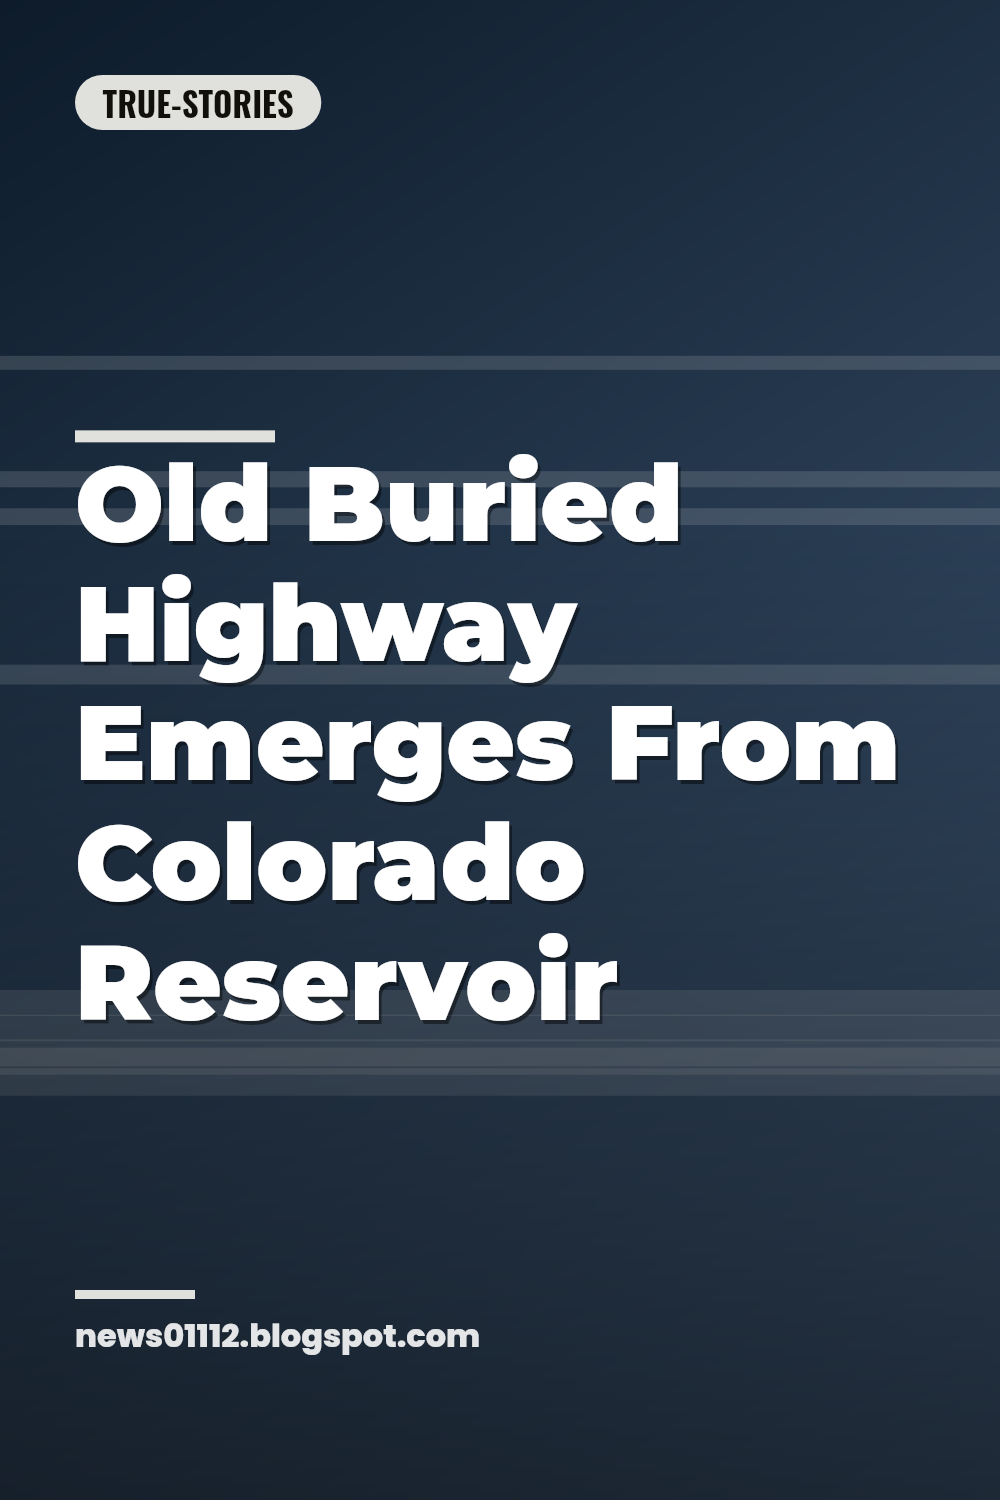 TRUE-STORIES
Old Buried
Highway
Emerges From
Colorado
Reservoir
news01112.blogspot.com